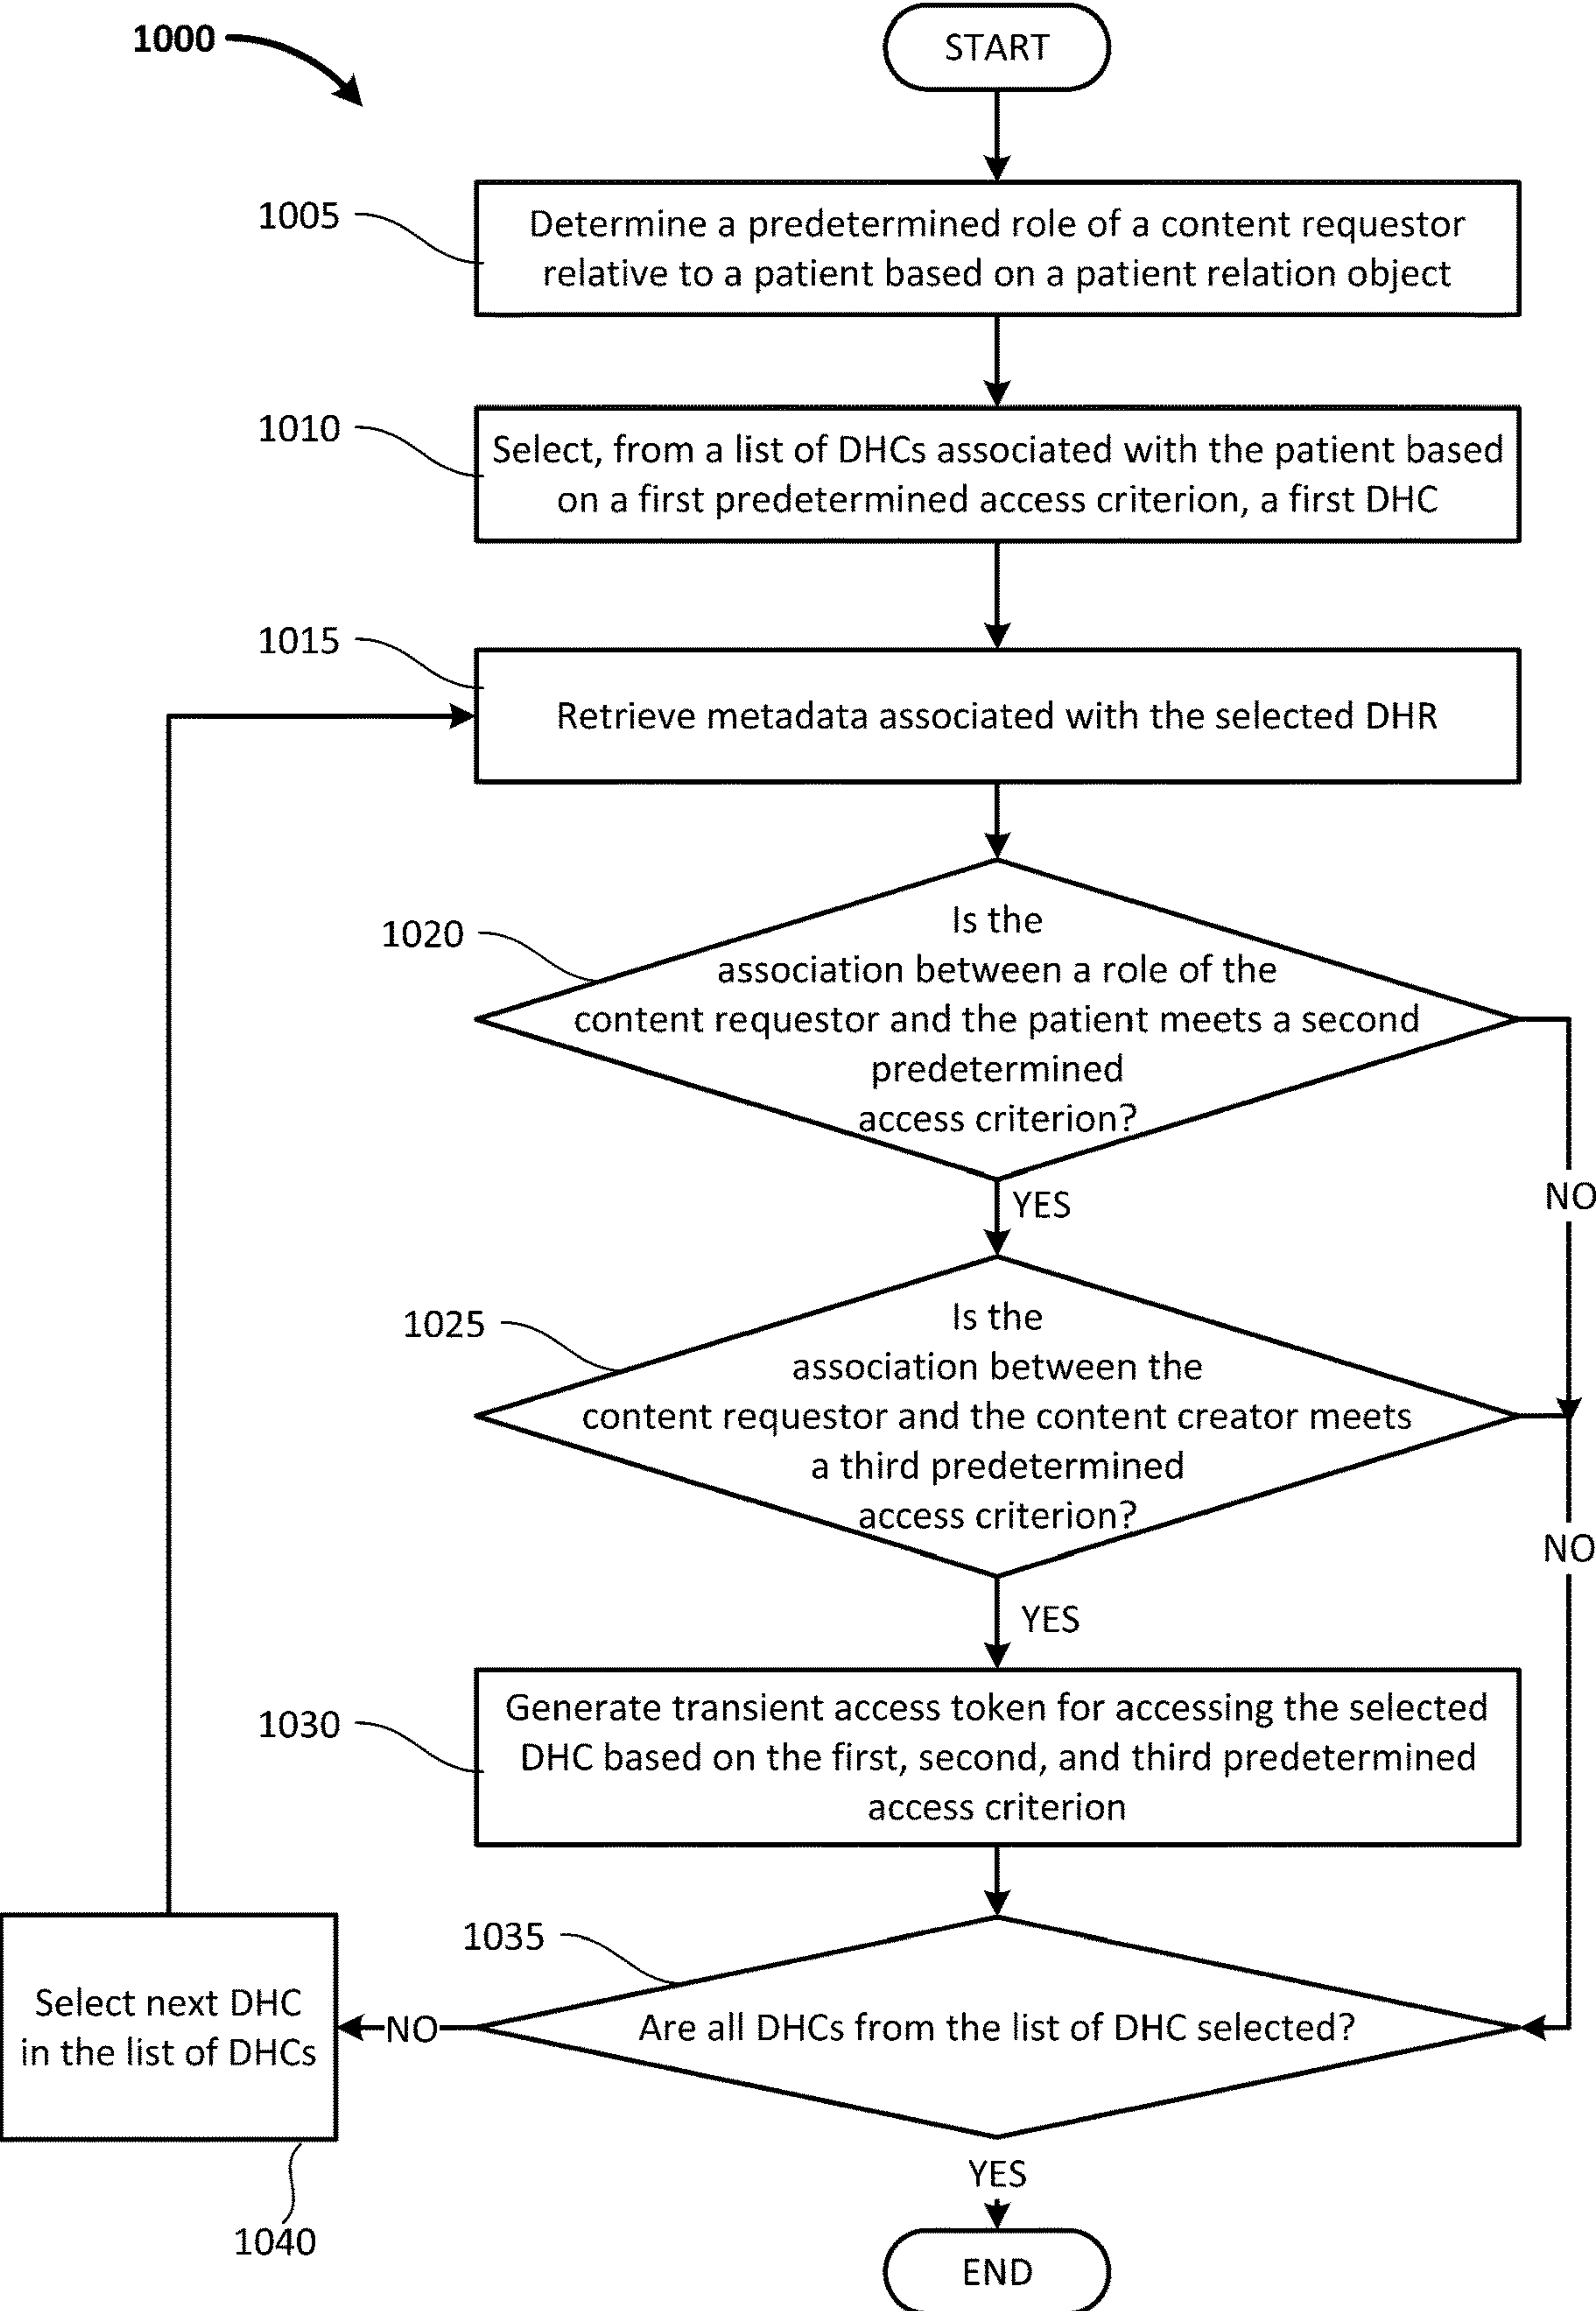 1000
START
1005
Determine a predetermined role of a content requestor
relative to a patient based on a patient relation object
1010
Select, from a list of DHCs associated with the patient based
on a first predetermined access criterion, a first DHC
1015
Retrieve metadata associated with the selected DHR
1020
Is the
association between a role of the
content requestor and the patient meets a second
predetermined
access criterion?
NO
YES
1025
Is the
association between the
content requestor and the content creator meets
a third predetermined
access criterion?
NO
YES
1030
Generate transient access token for accessing the selected
DHC based on the first, second, and third predetermined
access criterion
1035
Are all DHCs from the list of DHC selected?
NO
Select next DHC
in the list of DHCs
1040
YES
END